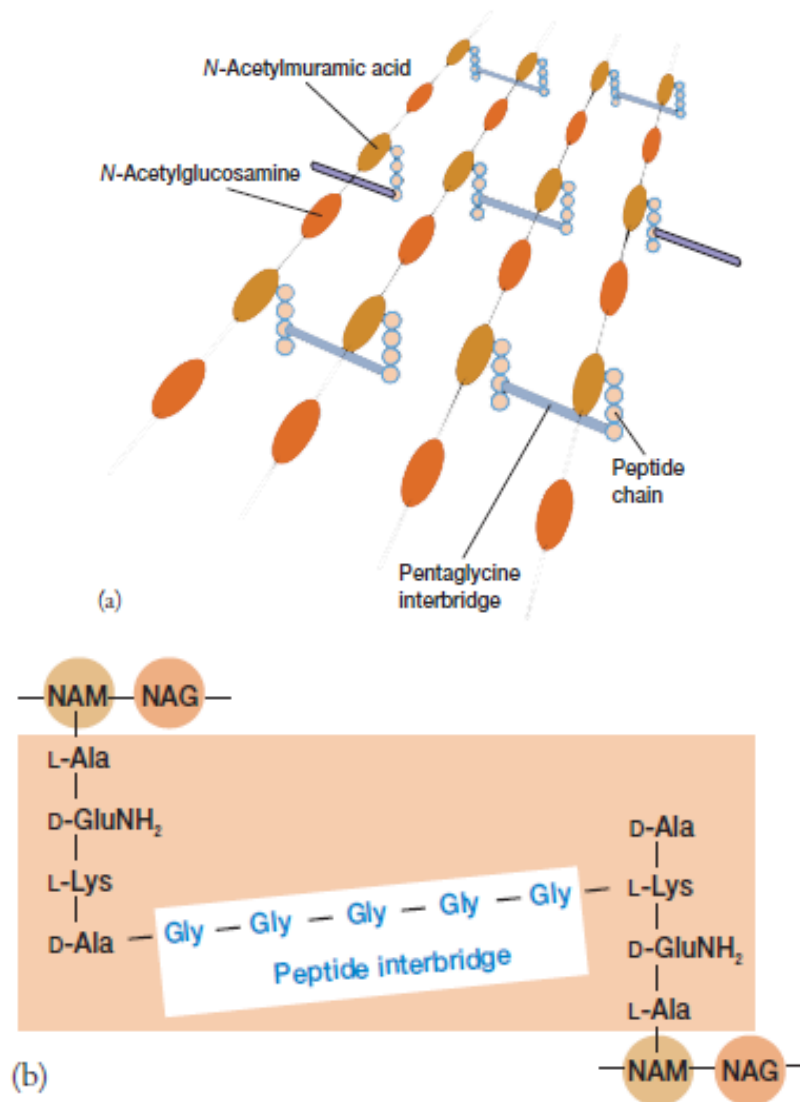 N-Acetylmuramic acid
N-Acetylglucosamine
Peptide
chain
Pentaglycine
interbridge
(a)
NAM NAG
L-Ala
D-GluNH₂
L-Lys
D-Ala
Gly — Gly — Gly — Gly — Gly
Peptide interbridge
D-Ala
L-Lys
D-GluNH₂
L-Ala
NAM NAG
(b)